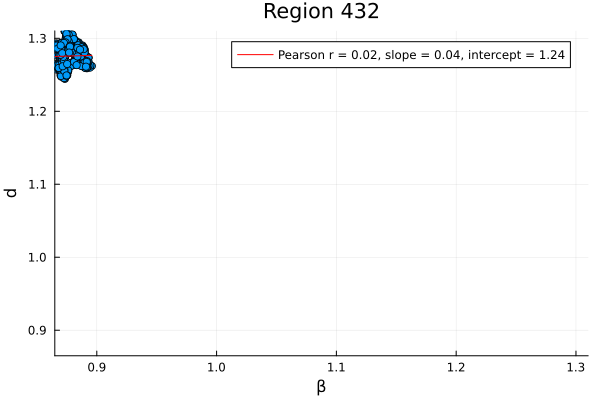 Region 432
Pearson r = 0.02, slope = 0.04, intercept = 1.24
1.3
1.2
1.1
1.0
0.9
d
0.9 1.0 1.1 1.2 1.3
β